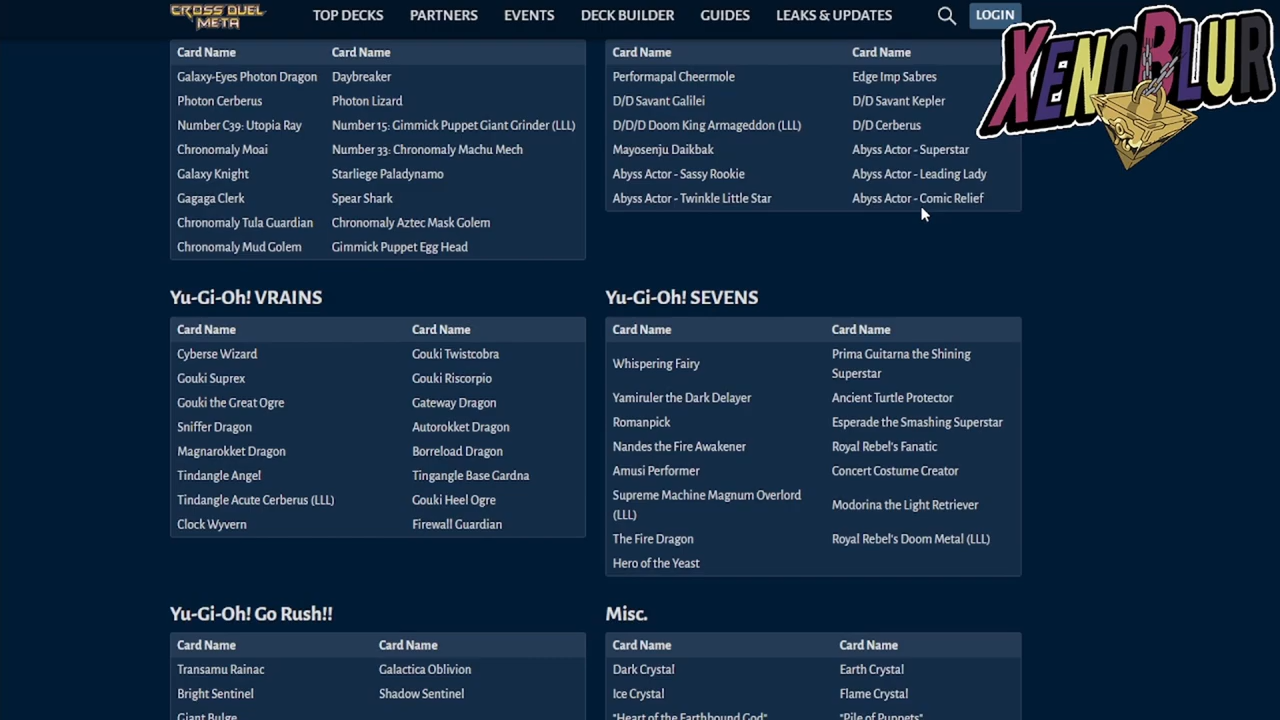 CROSS DUEL
META
TOP DECKS
PARTNERS
EVENTS
DECK BUILDER
GUIDES
LEAKS & UPDATES
LOGIN
XENOBLUR
Card Name Card Name
Galaxy-Eyes Photon Dragon Daybreaker
Photon Cerberus Photon Lizard
Number C39: Utopia Ray Number 15: Gimmick Puppet Giant Grinder (LLL)
Chronomaly Moai Number 33: Chronomaly Machu Mech
Galaxy Knight Starliege Paladynamo
Gagaga Clerk Spear Shark
Chronomaly Tula Guardian Chronomaly Aztec Mask Golem
Chronomaly Mud Golem Gimmick Puppet Egg Head
Card Name Card Name
Performapal Cheermole Edge Imp Sabres
D/D Savant Galilei D/D Savant Kepler
D/D/D Doom King Armageddon (LLL) D/D Cerberus
Mayosenju Daikbak Abyss Actor - Superstar
Abyss Actor - Sassy Rookie Abyss Actor - Leading Lady
Abyss Actor - Twinkle Little Star Abyss Actor - Comic Relief
Yu-Gi-Oh! VRAINS
Card Name Card Name
Cyberse Wizard Gouki Twistcobra
Gouki Suprex Gouki Riscorpio
Gouki the Great Ogre Gateway Dragon
Sniffer Dragon Autorokket Dragon
Magnarokket Dragon Borreload Dragon
Tindangle Angel Tingangle Base Gardna
Tindangle Acute Cerberus (LLL) Gouki Heel Ogre
Clock Wyvern Firewall Guardian
Yu-Gi-Oh! SEVENS
Card Name Card Name
Whispering Fairy Prima Guitarna the Shining
Superstar
Yamiruler the Dark Delayer Ancient Turtle Protector
Romanpick Esperade the Smashing Superstar
Nandes the Fire Awakener Royal Rebel's Fanatic
Amusi Performer Concert Costume Creator
Supreme Machine Magnum Overlord
(LLL) Modorina the Light Retriever
The Fire Dragon Royal Rebel's Doom Metal (LLL)
Hero of the Yeast
Yu-Gi-Oh! Go Rush!!
Card Name Card Name
Transamu Rainac Galactica Oblivion
Bright Sentinel Shadow Sentinel
Giant Bulge
Misc.
Card Name Card Name
Dark Crystal Earth Crystal
Ice Crystal Flame Crystal
"Heart of the Earthbound God" "Pile of Puppets"